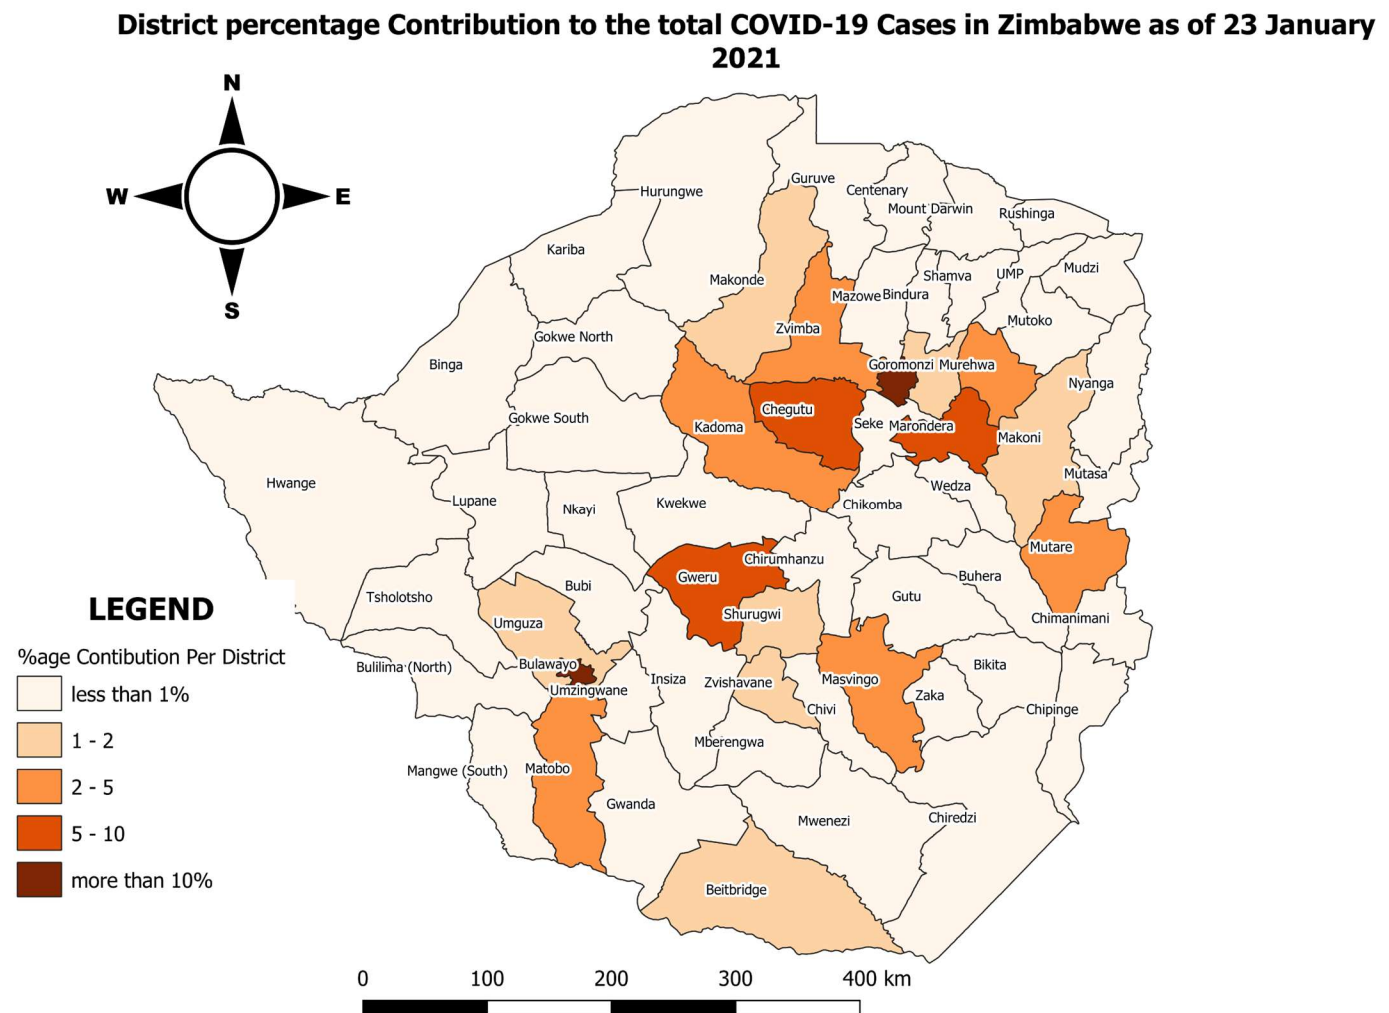 District percentage Contribution to the total COVID-19 Cases in Zimbabwe as of 23 January
2021
N
W
E
S
Hurungwe
Guruve
Centenary
Mount Darwin
Rushinga
Kariba
Makonde
Mazowe
Bindura
Shamva
UMP
Mudzi
Gokwe North
Zvimba
Mutoko
Binga
Goromonzi
Murehwa
Nyanga
Gokwe South
Chegutu
Kadoma
Seke
Marondera
Makoni
Hwange
Mutasa
Lupane
Nkayi
Kwekwe
Chikomba
Wedza
Mutare
Gweru
Chirumhanzu
Buhera
Tsholotsho
Bubi
Gutu
Umguza
Shurugwi
Chimanimani
Bulilima (North)
Bulawayo
Umzingwane
Insiza
Zvishavane
Masvingo
Bikita
Zaka
Chivi
Chipinge
Mberengwa
Mangwe (South)
Matobo
Gwanda
Mwenezi
Chiredzi
Beitbridge
LEGEND
%age Contibution Per District
less than 1%
1 - 2
2 - 5
5 - 10
more than 10%
0 100 200 300 400 km